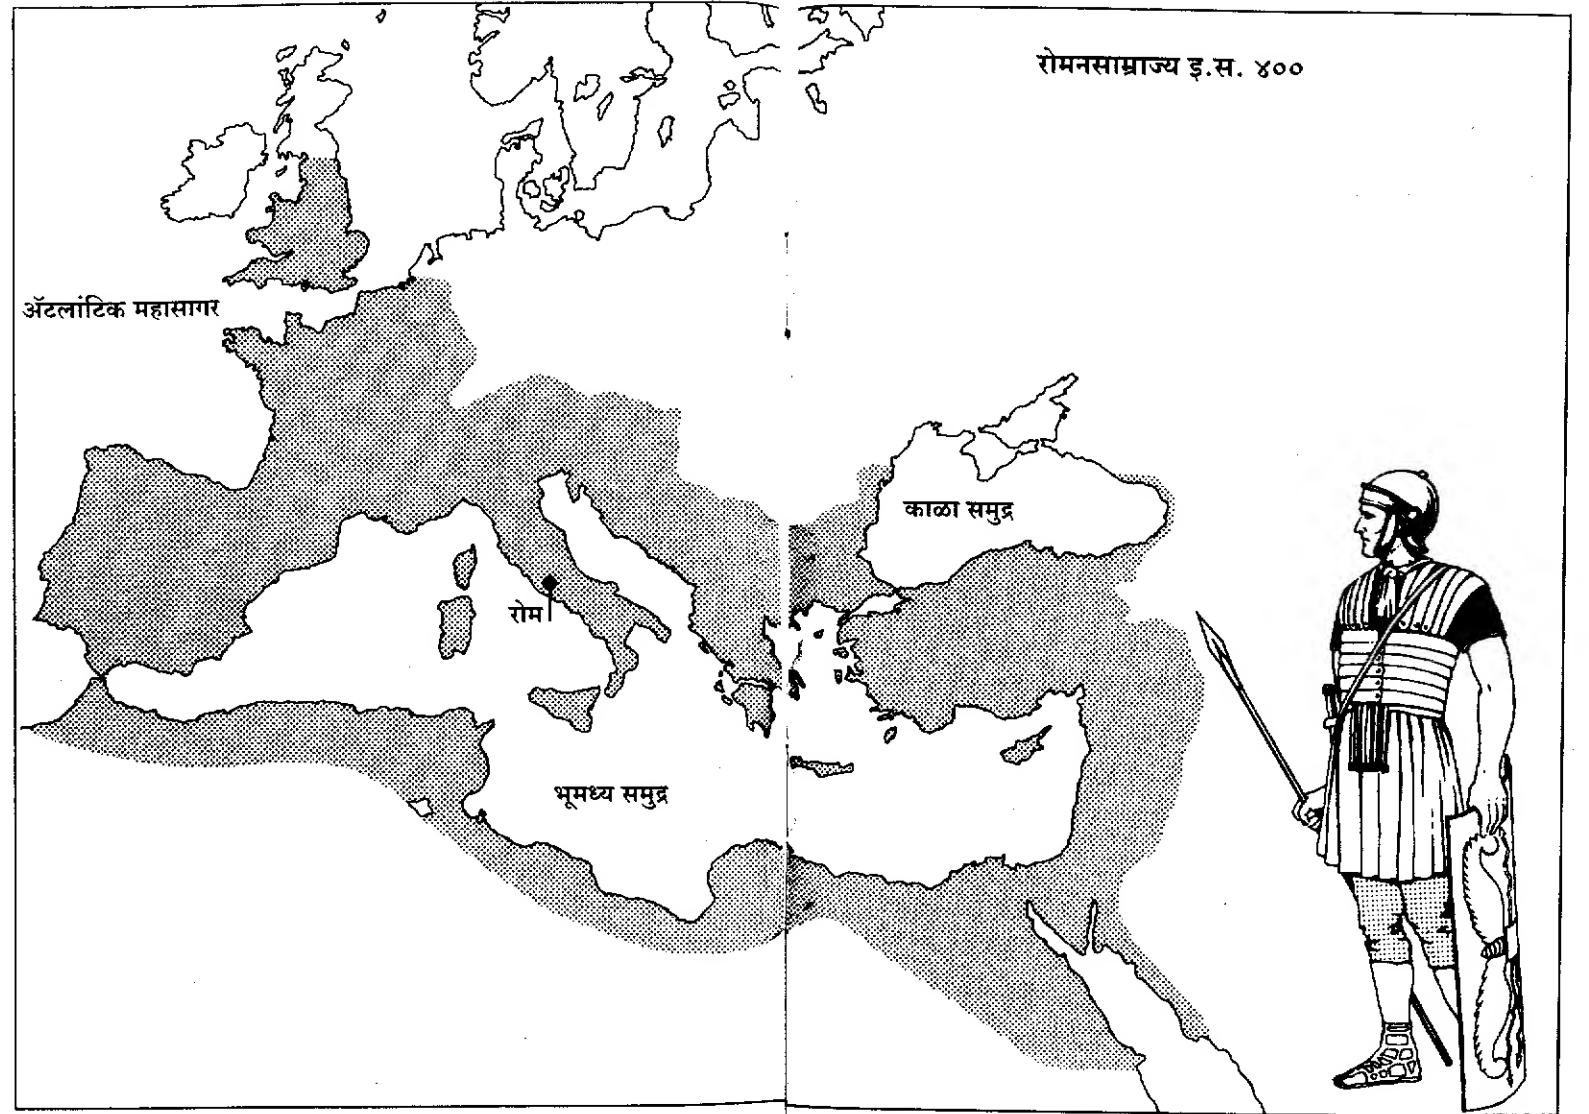 रोमनसाम्राज्य इ.स. ४००
ॲटलांटिक महासागर
काळा समुद्र
रोम
भूमध्य समुद्र